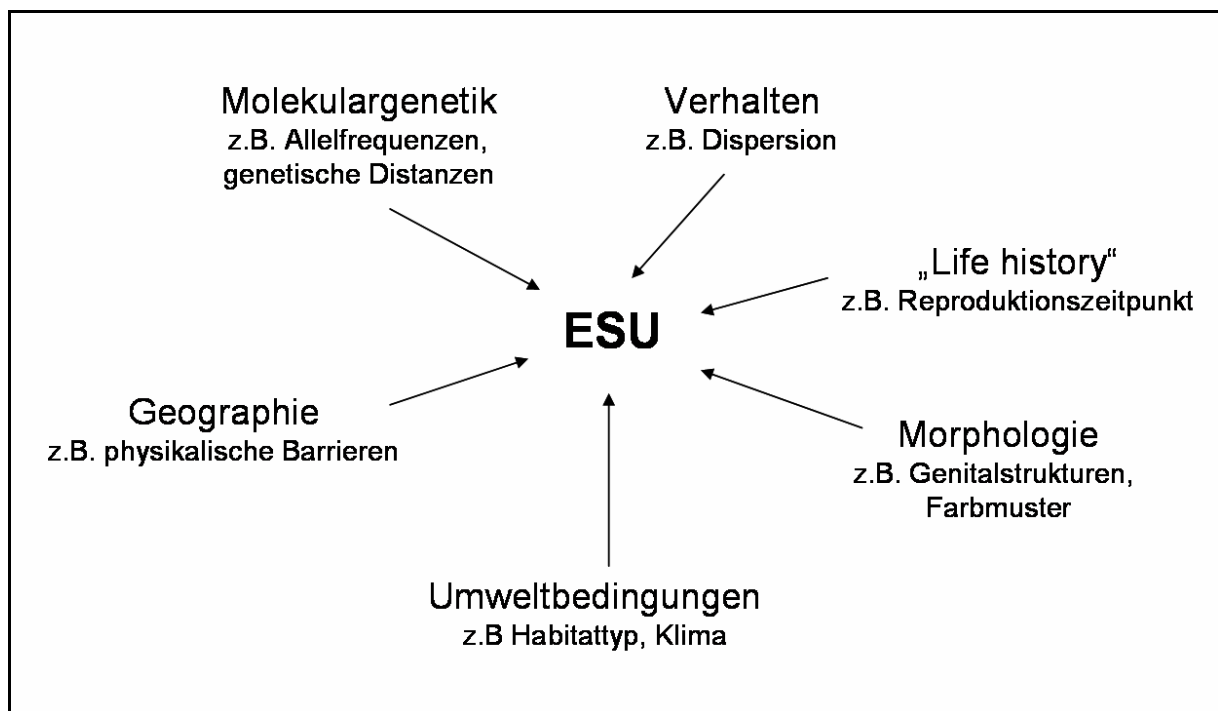 Molekulargenetik
z.B. Allelfrequenzen,
genetische Distanzen
Verhalten
z.B. Dispersion
„Life history“
z.B. Reproduktionszeitpunkt
ESU
Geographie
z.B. physikalische Barrieren
Morphologie
z.B. Genitalstrukturen,
Farbmuster
Umweltbedingungen
z.B Habitattyp, Klima